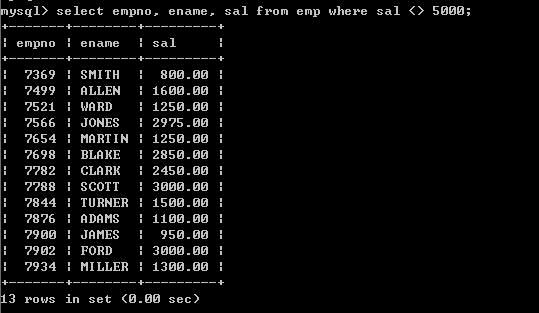 mysql> select empno, ename, sal from emp where sal <> 5000;
+-------+--------+---------+
¦ empno ¦ ename  ¦ sal     ¦
+-------+--------+---------+
¦  7369 ¦ SMITH  ¦  800.00 ¦
¦  7499 ¦ ALLEN  ¦ 1600.00 ¦
¦  7521 ¦ WARD   ¦ 1250.00 ¦
¦  7566 ¦ JONES  ¦ 2975.00 ¦
¦  7654 ¦ MARTIN ¦ 1250.00 ¦
¦  7698 ¦ BLAKE  ¦ 2850.00 ¦
¦  7782 ¦ CLARK  ¦ 2450.00 ¦
¦  7788 ¦ SCOTT  ¦ 3000.00 ¦
¦  7844 ¦ TURNER ¦ 1500.00 ¦
¦  7876 ¦ ADAMS  ¦ 1100.00 ¦
¦  7900 ¦ JAMES  ¦  950.00 ¦
¦  7902 ¦ FORD   ¦ 3000.00 ¦
¦  7934 ¦ MILLER ¦ 1300.00 ¦
+-------+--------+---------+
13 rows in set (0.00 sec)